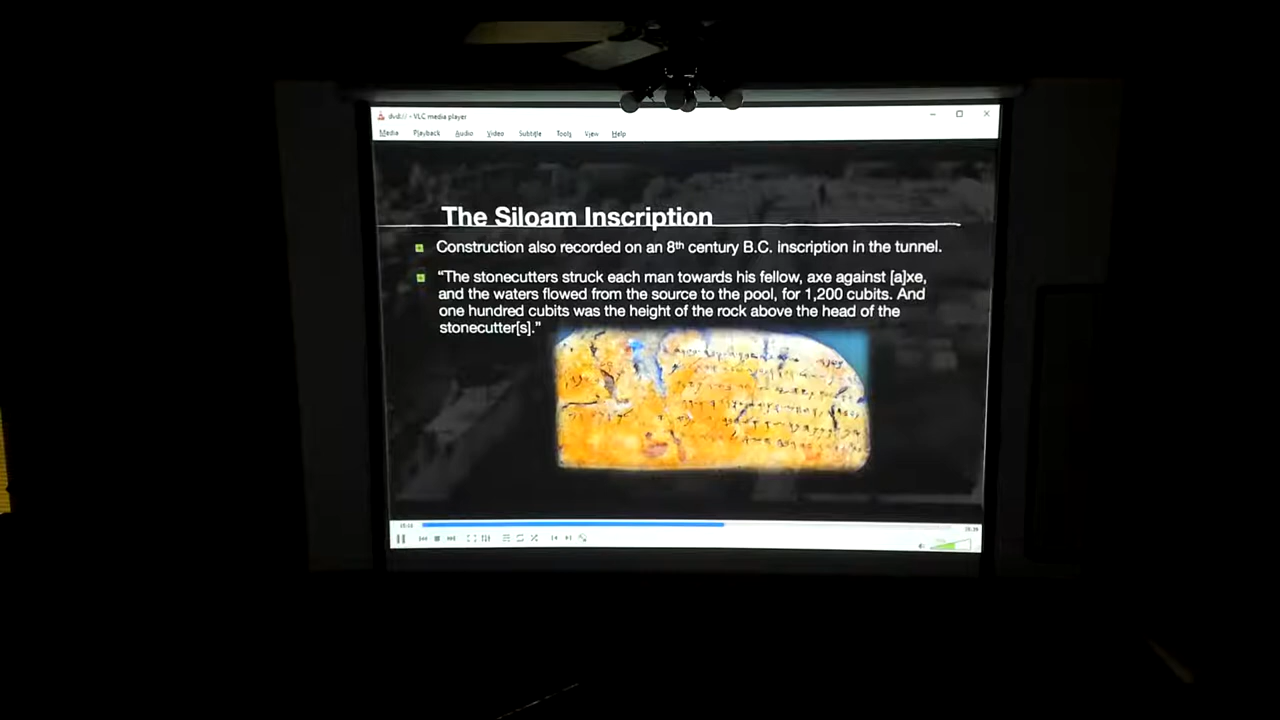 dvd:// - VLC media player
Media Playback Audio Video Subtitle Tools View Help
The Siloam Inscription
Construction also recorded on an 8th century B.C. inscription in the tunnel.
“The stonecutters struck each man towards his fellow, axe against [a]xe,
and the waters flowed from the source to the pool, for 1,200 cubits. And
one hundred cubits was the height of the rock above the head of the
stonecutter[s].”